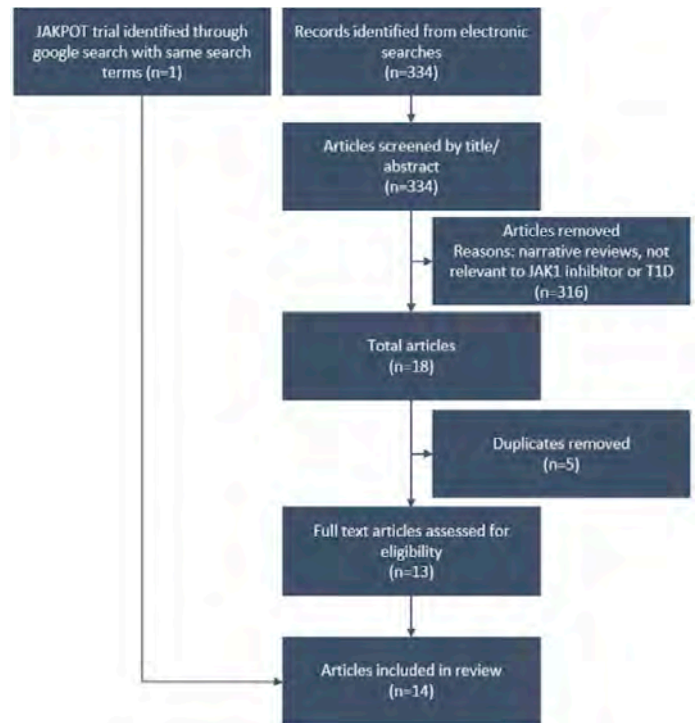 JAKPOT trial identified through
google search with same search
terms (n=1)
Records identified from electronic
searches
(n=334)
Articles screened by title/
abstract
(n=334)
Articles removed
Reasons: narrative reviews, not
relevant to JAK1 inhibitor or T1D
(n=316)
Total articles
(n=18)
Duplicates removed
(n=5)
Full text articles assessed for
eligibility
(n=13)
Articles included in review
(n=14)